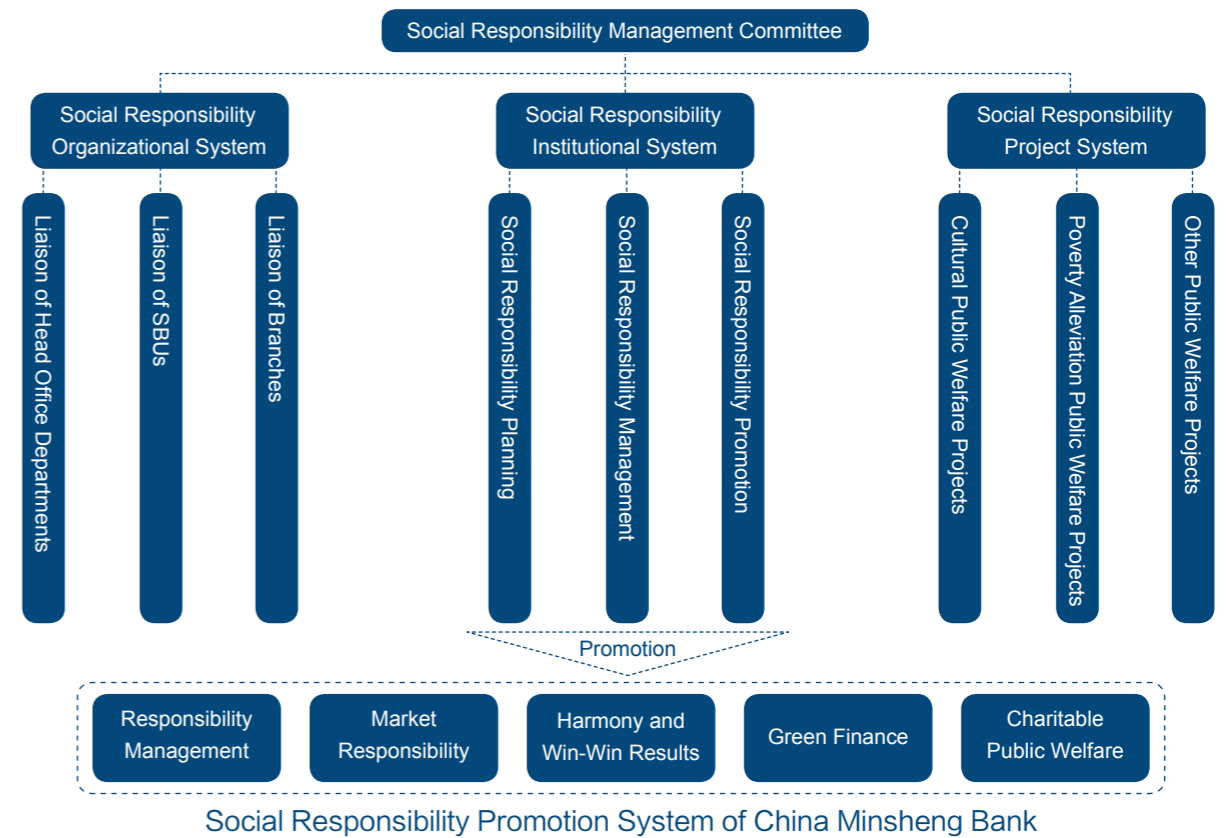 Social Responsibility Management Committee
Social Responsibility
Organizational System
Social Responsibility
Institutional System
Social Responsibility
Project System
Liaison of Head Office Departments
Liaison of SBUs
Liaison of Branches
Social Responsibility Planning
Social Responsibility Management
Social Responsibility Promotion
Cultural Public Welfare Projects
Poverty Alleviation Public Welfare Projects
Other Public Welfare Projects
Promotion
Responsibility
Management
Market
Responsibility
Harmony and
Win-Win Results
Green Finance
Charitable
Public Welfare
Social Responsibility Promotion System of China Minsheng Bank